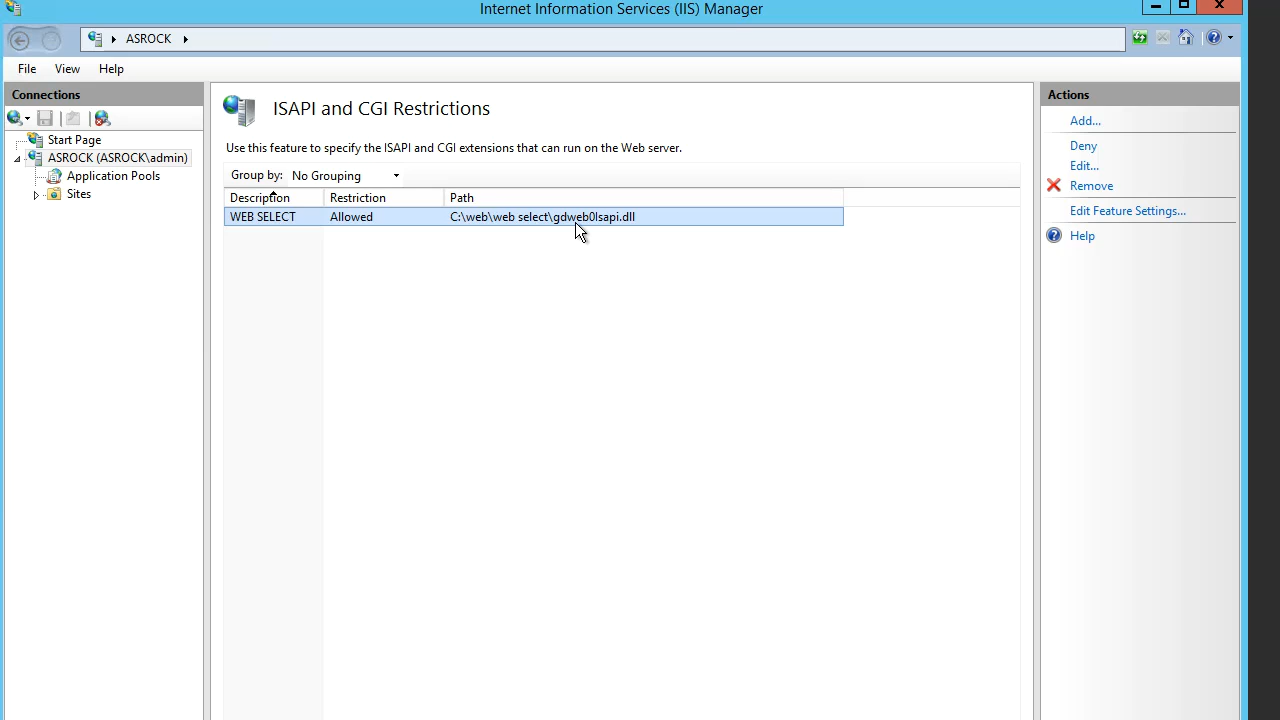 Internet Information Services (IIS) Manager
ASROCK
File View Help
Connections
Start Page
ASROCK (ASROCK\admin)
Application Pools
Sites
ISAPI and CGI Restrictions
Use this feature to specify the ISAPI and CGI extensions that can run on the Web server.
Group by: No Grouping
Description Restriction Path
WEB SELECT Allowed C:\web\web select\gdweb0Isapi.dll
Actions
Add...
Deny
Edit...
Remove
Edit Feature Settings...
Help